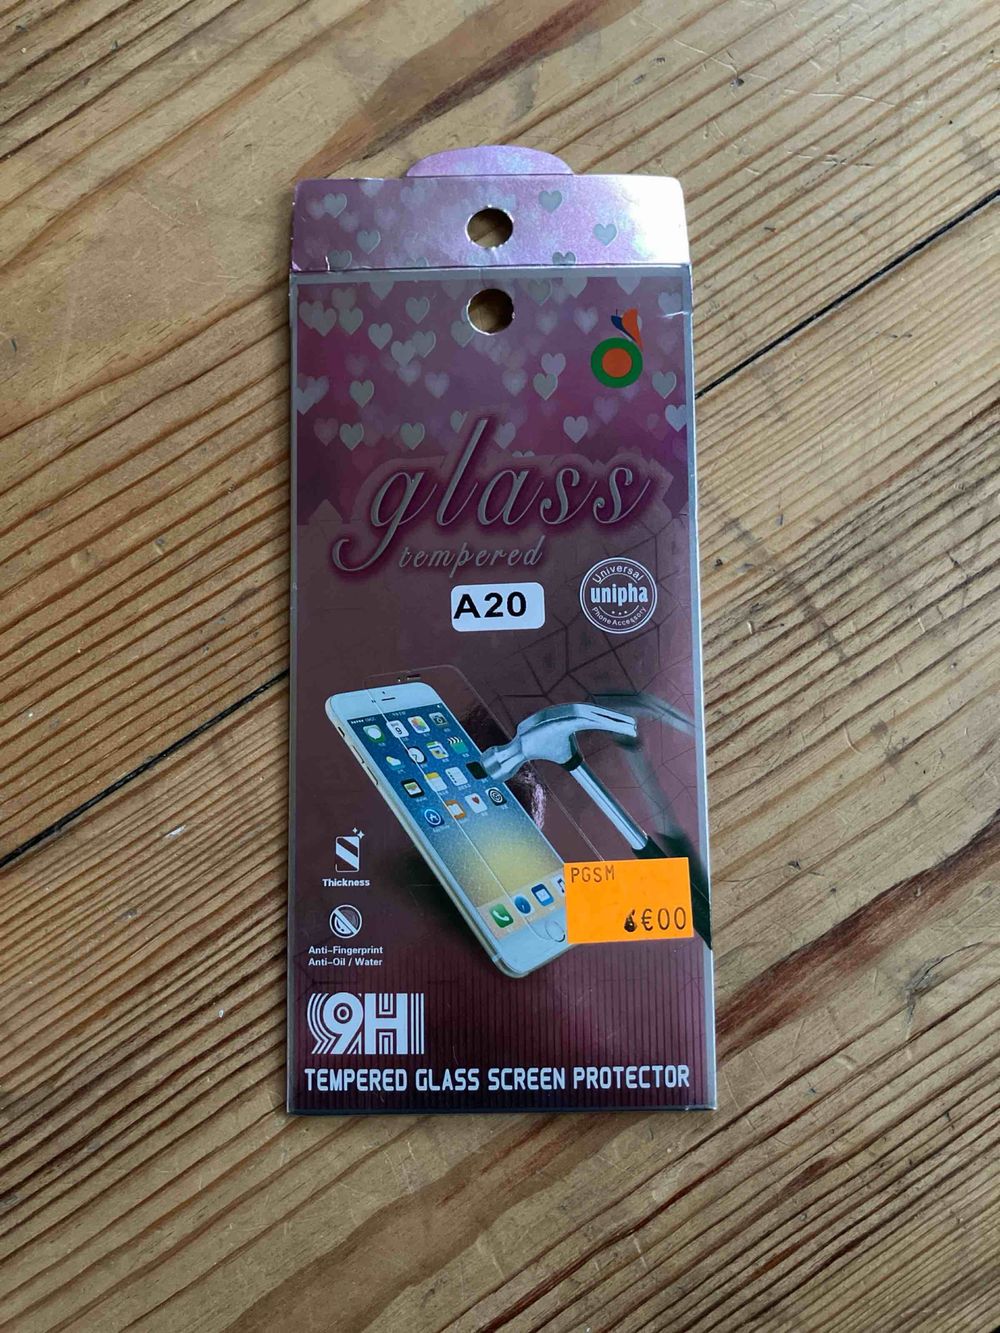 glass
tempered
A20
Universal
unipha
Phone Accessory
PGSM
€00
Thickness
Anti-Fingerprint
Anti-Oil / Water
9H
TEMPERED GLASS SCREEN PROTECTOR